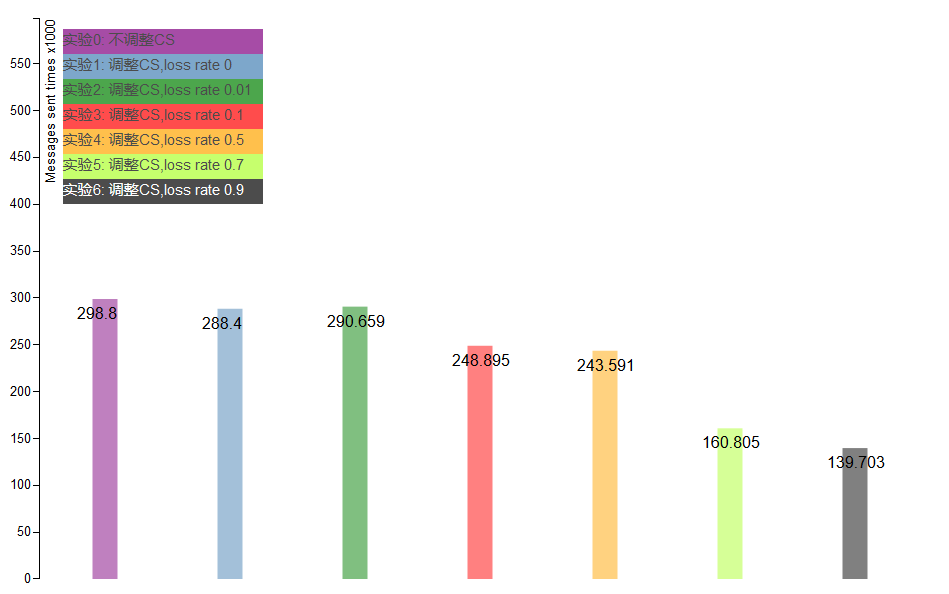 Messages sent times x1000
实验0: 不调整CS
实验1: 调整CS,loss rate 0
实验2: 调整CS,loss rate 0.01
实验3: 调整CS,loss rate 0.1
实验4: 调整CS,loss rate 0.5
实验5: 调整CS,loss rate 0.7
实验6: 调整CS,loss rate 0.9
550
500
450
400
350
300
250
200
150
100
50
0
298.8
288.4
290.659
248.895
243.591
160.805
139.703